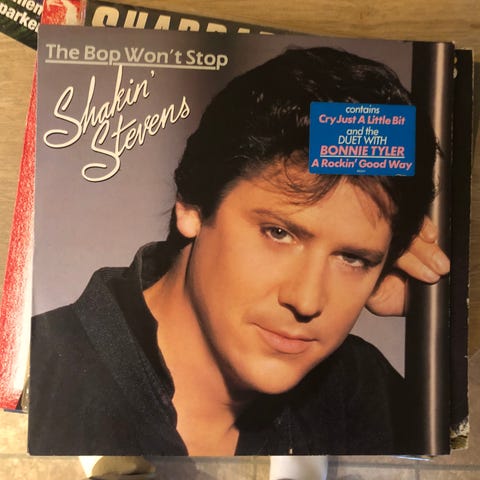 The Bop Won't Stop
Shakin'
Stevens
contains
Cry Just A Little Bit
and the
DUET WITH
BONNIE TYLER
A Rockin' Good Way